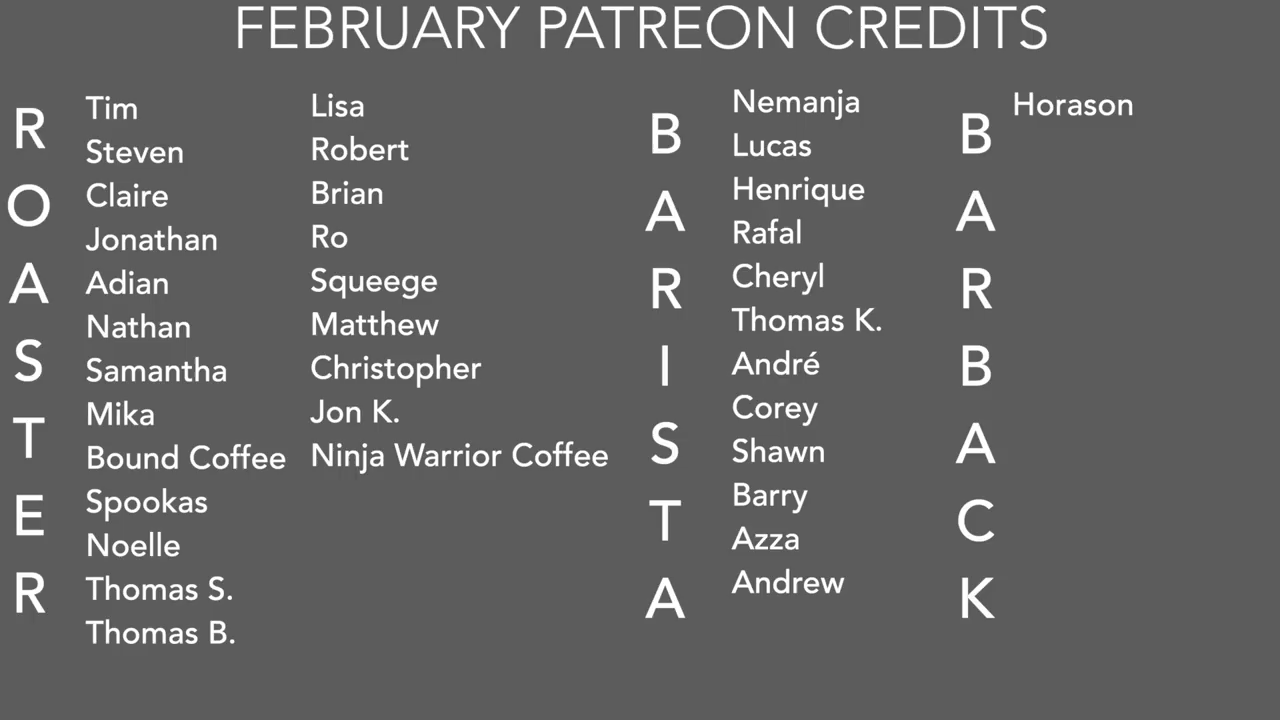 FEBRUARY PATREON CREDITS
ROASTER
Tim
Steven
Claire
Jonathan
Adian
Nathan
Samantha
Mika
Bound Coffee
Spookas
Noelle
Thomas S.
Thomas B.
Lisa
Robert
Brian
Ro
Squeege
Matthew
Christopher
Jon K.
Ninja Warrior Coffee
BARISTA
Nemanja
Lucas
Henrique
Rafal
Cheryl
Thomas K.
André
Corey
Shawn
Barry
Azza
Andrew
BARBACK
Horason